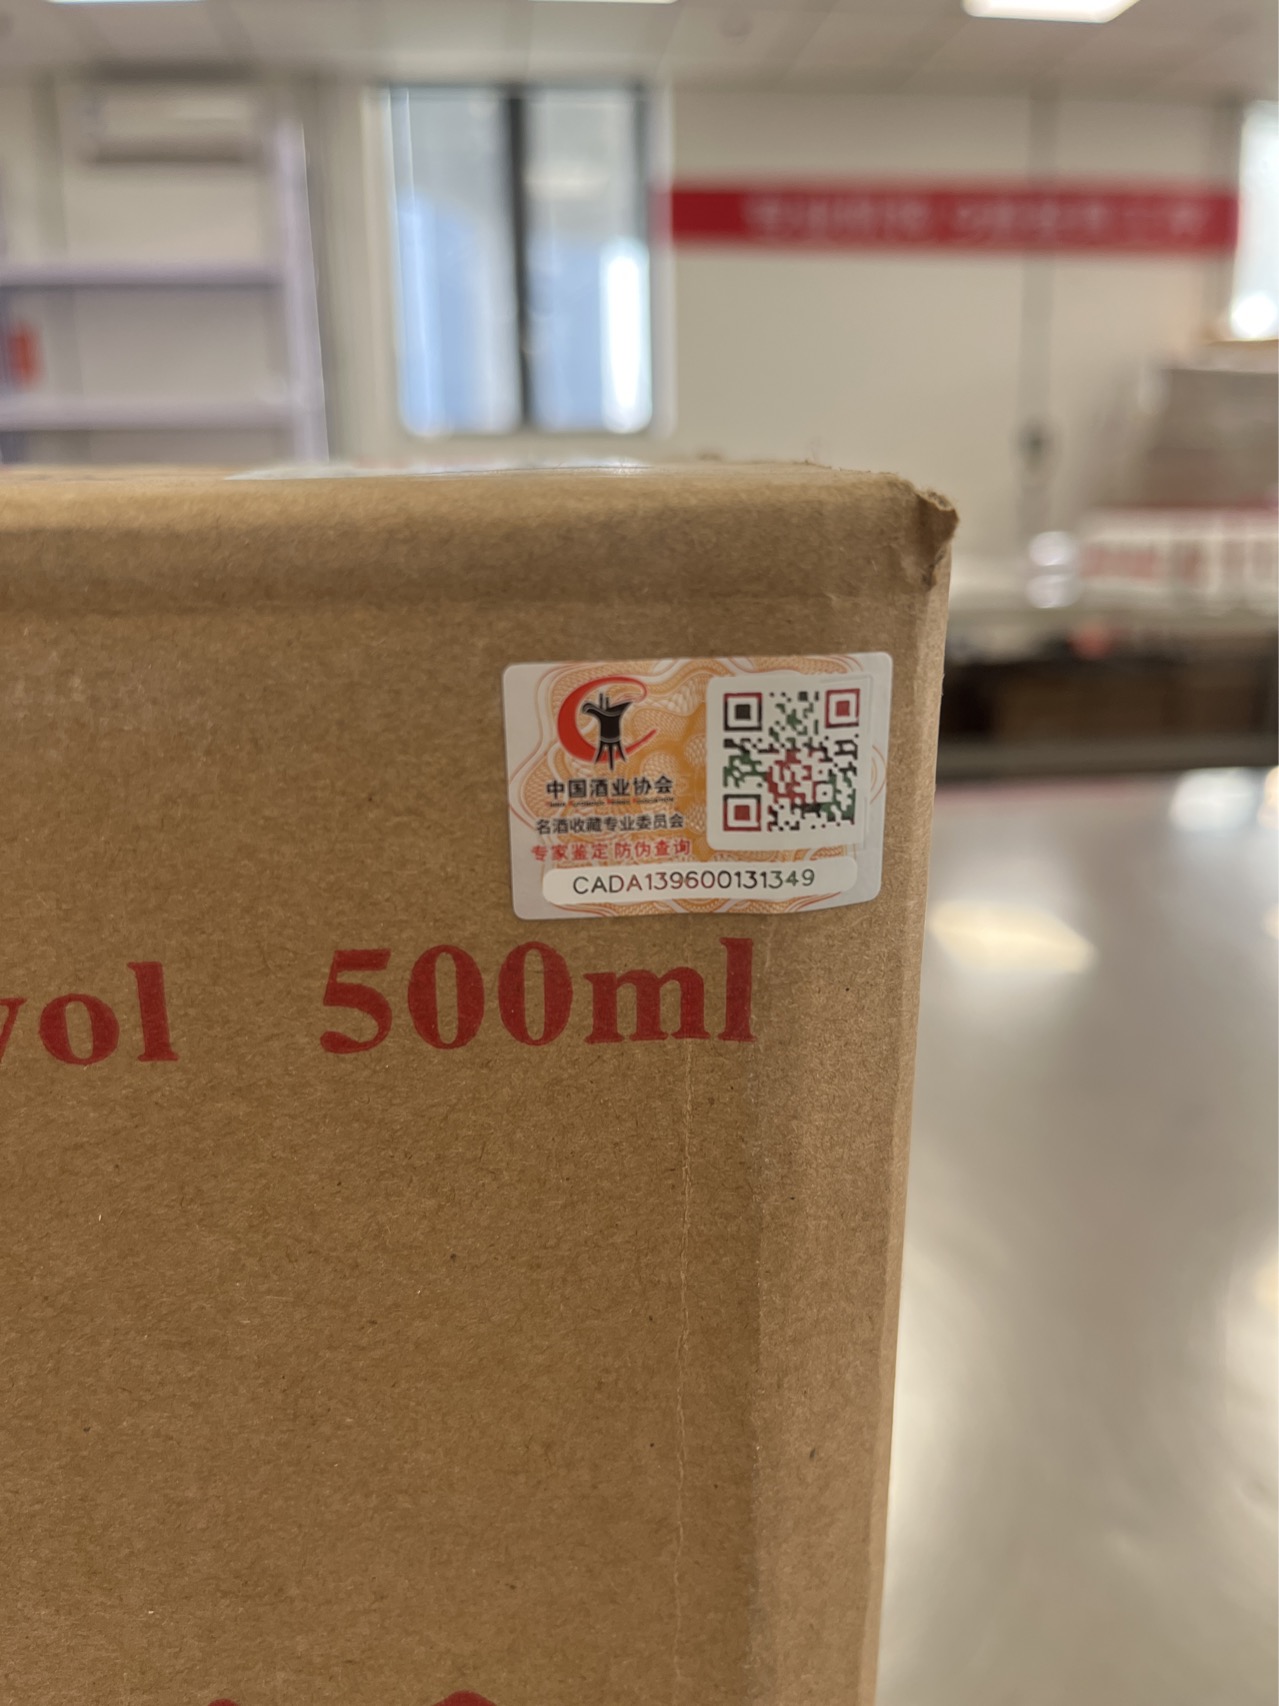 中国酒业协会
名酒收藏专业委员会
专家鉴定 防伪查询
CADA139600131349
vol 500ml